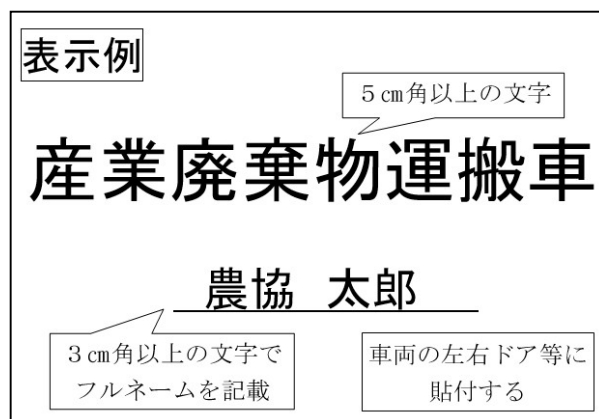 表示例
５㎝角以上の文字
産業廃棄物運搬車
農協　太郎
３㎝角以上の文字で
フルネームを記載
車両の左右ドア等に
貼付する